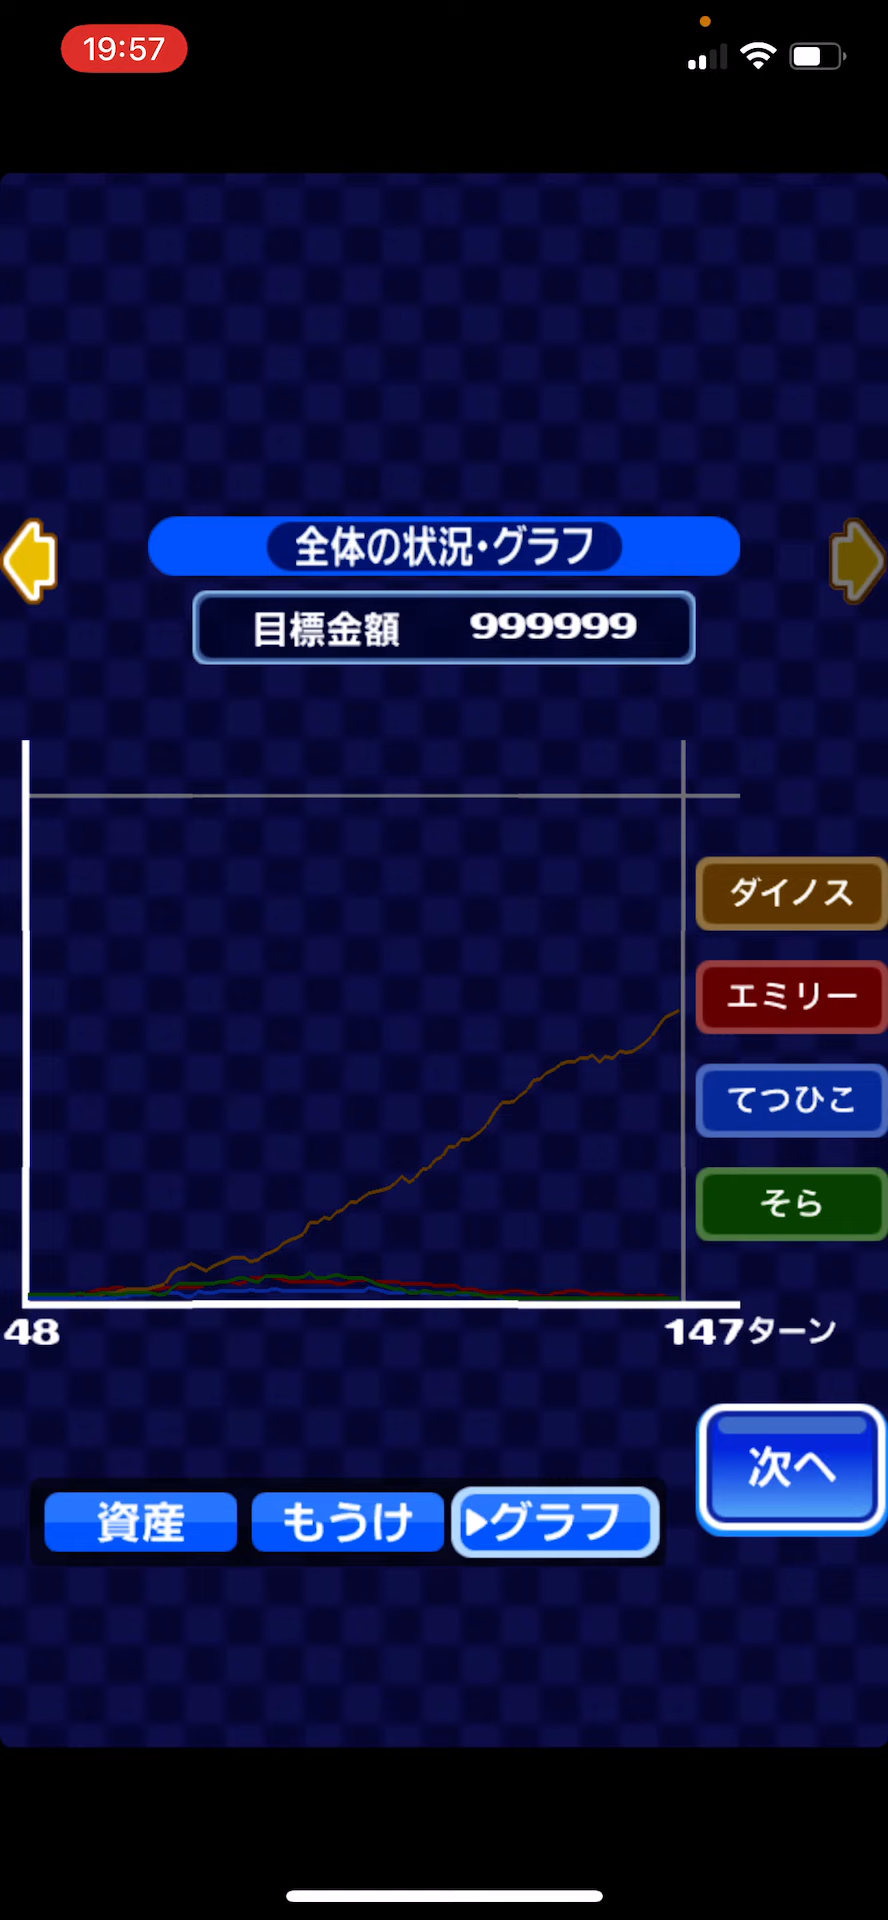 19:57
全体の状況・グラフ
目標金額 999999
ダイノス
エミリー
てつひこ
そら
48 147ターン
次へ
資産 もうけ ▶グラフ